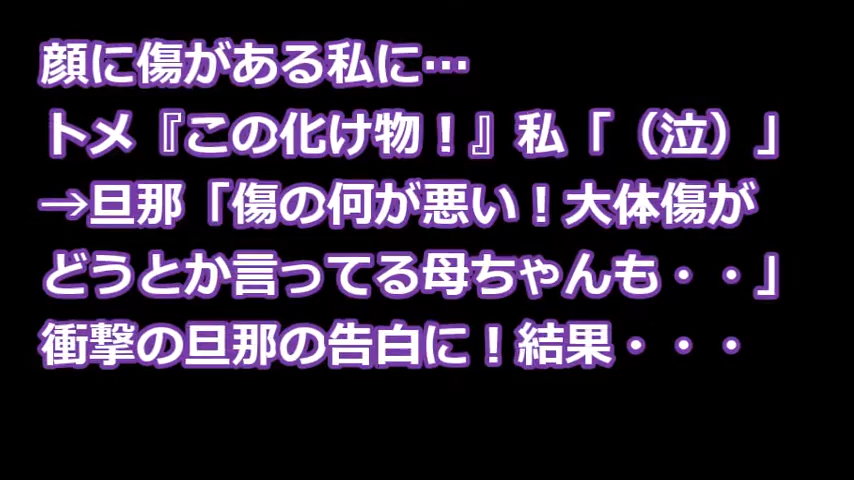 顔に傷がある私に…
トメ『この化け物！』私「（泣）」
→旦那「傷の何が悪い！大体傷が
どうとか言ってる母ちゃんも・・」
衝撃の旦那の告白に！結果・・・